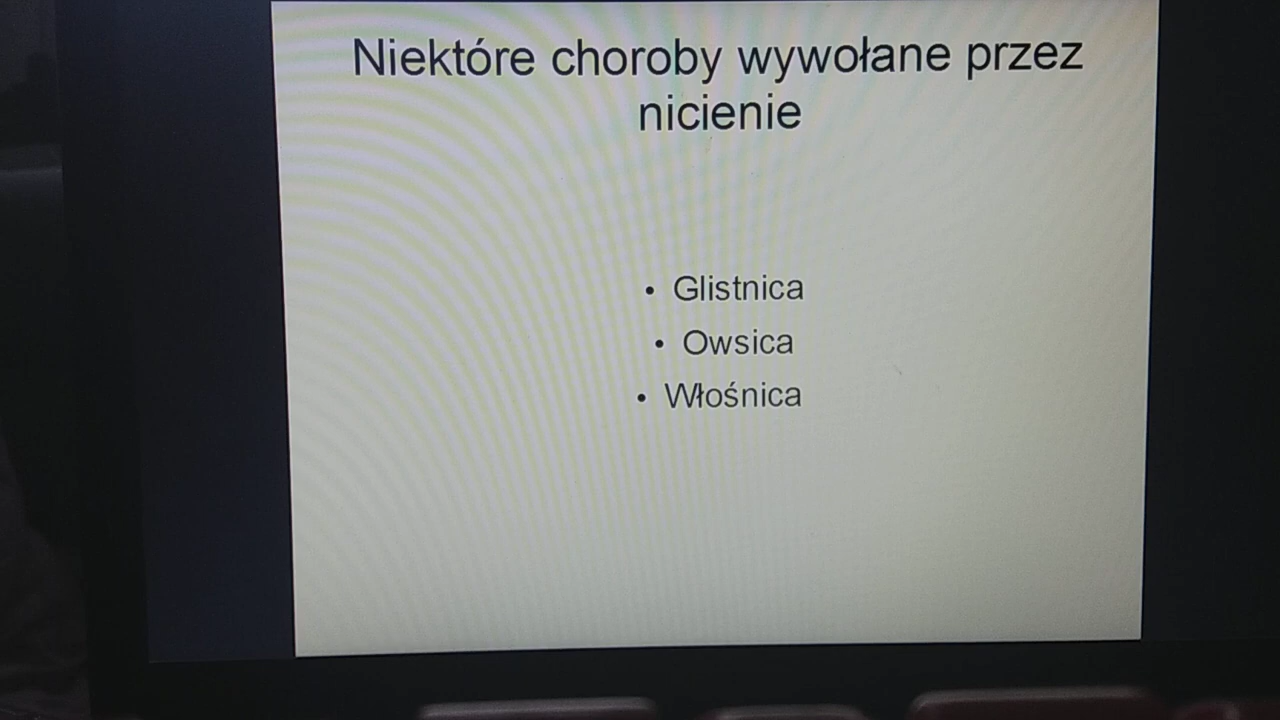 Niektóre choroby wywołane przez
nicienie
• Glistnica
• Owsica
• Włośnica